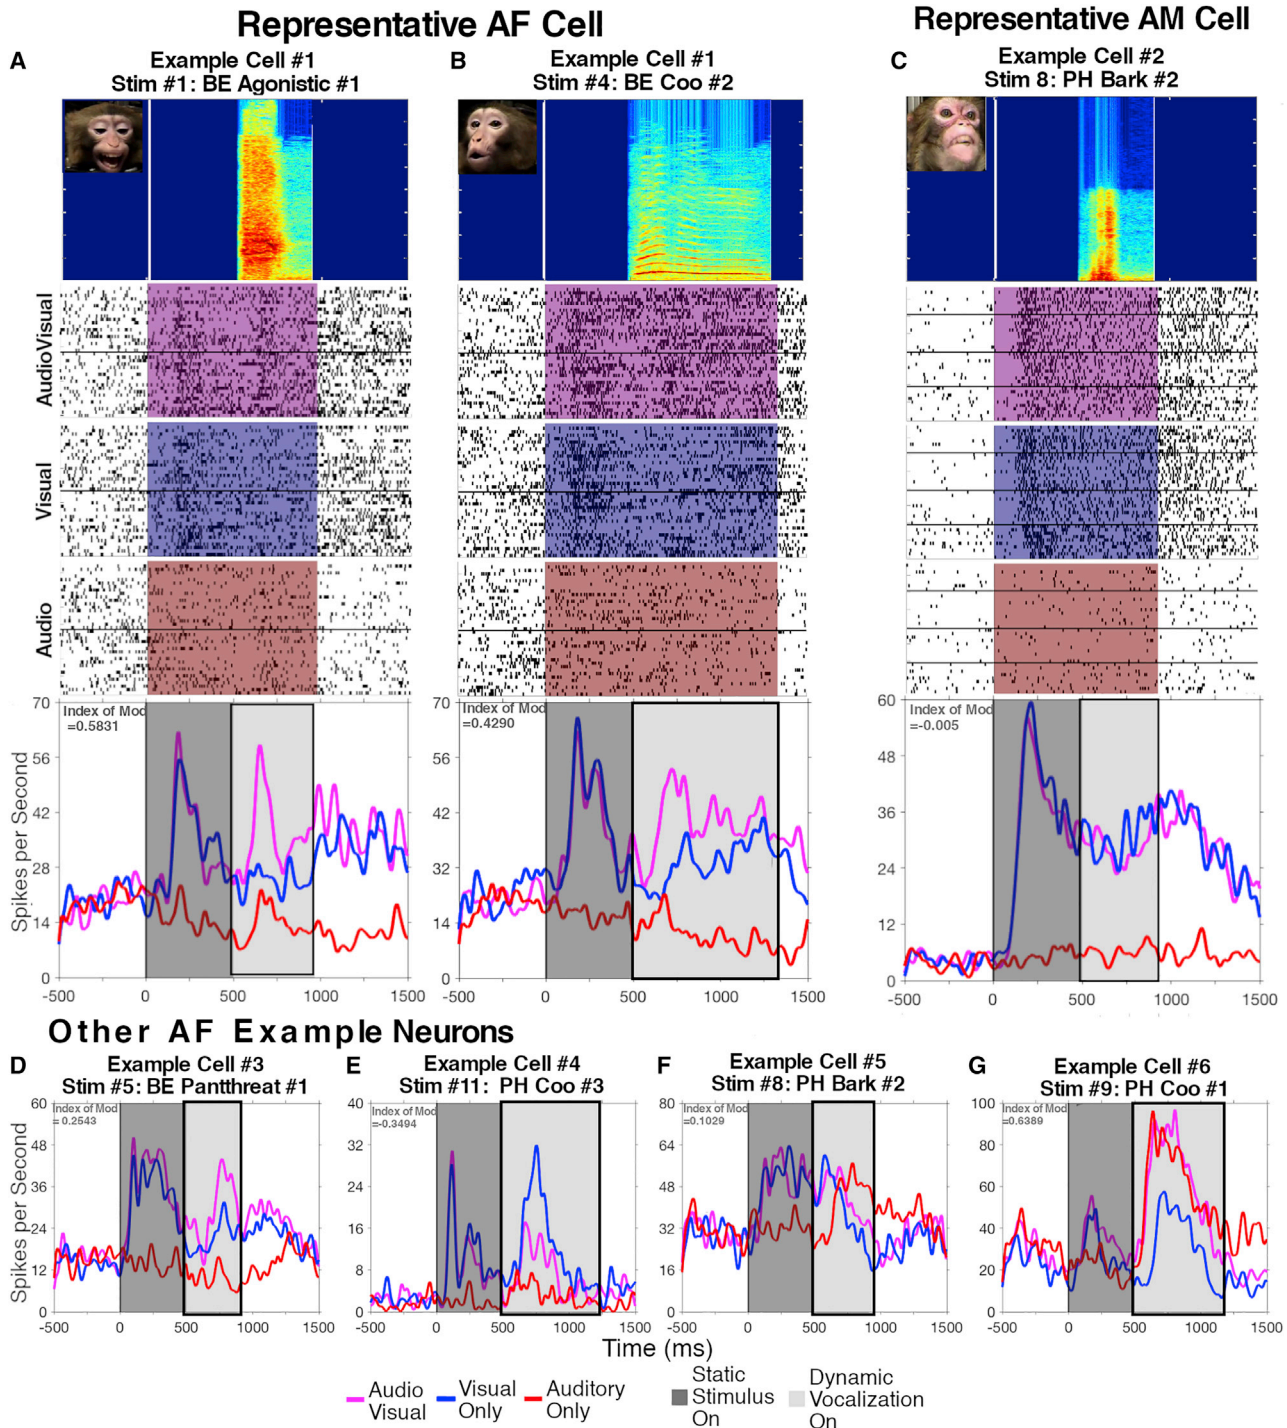 Representative AF Cell
Representative AM Cell
A
Example Cell #1
Stim #1: BE Agonistic #1
B
Example Cell #1
Stim #4: BE Coo #2
C
Example Cell #2
Stim 8: PH Bark #2
AudioVisual
Visual
Audio
Spikes per Second
70
56
42
28
14
0
Index of Mod
=0.5831
-500
0
500
1000
1500
70
56
42
32
14
0
Index of Mod
=0.4290
-500
0
500
1000
1500
60
48
36
24
12
0
Index of Mod
=-0.005
-500
0
500
1000
1500
Other AF Example Neurons
D
Example Cell #3
Stim #5: BE Pantthreat #1
E
Example Cell #4
Stim #11: PH Coo #3
F
Example Cell #5
Stim #8: PH Bark #2
G
Example Cell #6
Stim #9: PH Coo #1
Spikes per Second
60
48
36
24
12
0
Index of Mod
= 0.2543
-500
0
500
1000
1500
40
32
24
16
8
0
Index of Mod
=-0.3494
-500
0
500
1000
1500
80
64
48
32
16
0
Index of Mod
=0.1029
-500
0
500
1000
1500
100
80
60
40
20
0
Index of Mod
=0.6389
-500
0
500
1000
1500
Time (ms)
Audio
Visual
Visual
Only
Auditory
Only
Static
Stimulus
On
Dynamic
Vocalization
On